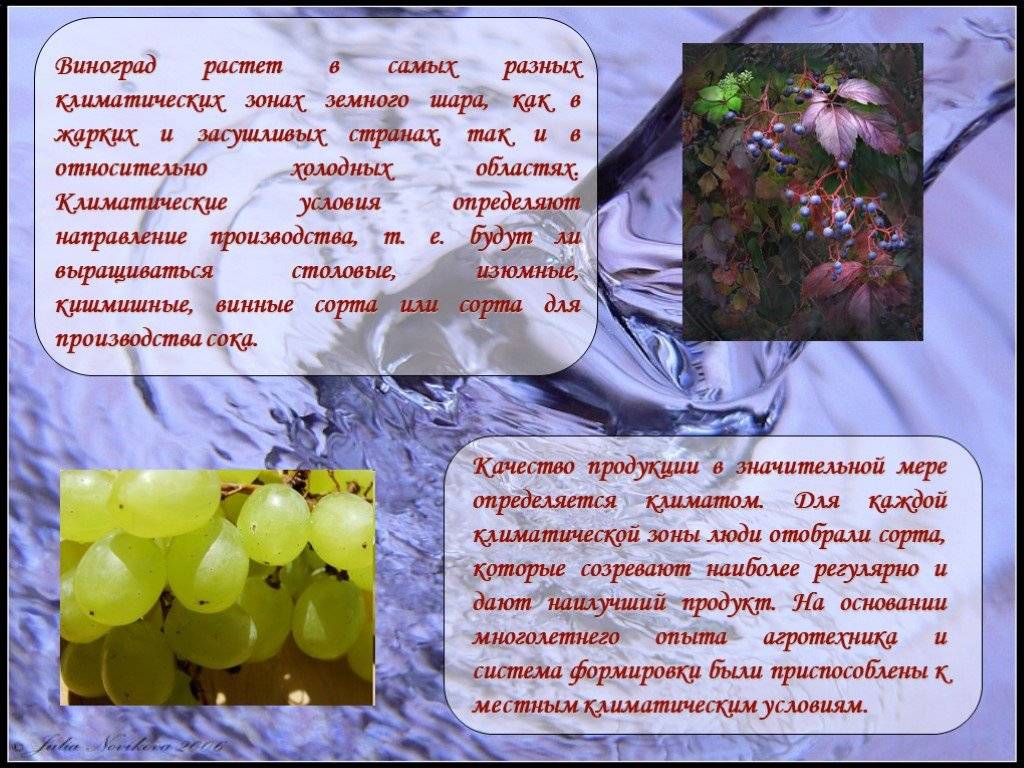 Виноград растет в самых разных
климатических зонах земного шара, как в
жарких и засушливых странах, так и в
относительно холодных областях.
Климатические условия определяют
направление производства, т. е. будут ли
выращиваться столовые, изюмные,
кишмишные, винные сорта или сорта для
производства сока.
Качество продукции в значительной мере
определяется климатом. Для каждой
климатической зоны люди отобрали сорта,
которые созревают наиболее регулярно и
дают наилучший продукт. На основании
многолетнего опыта агротехника и
система формировки были приспособлены к
местным климатическим условиям.
© Julia Novikova 2006